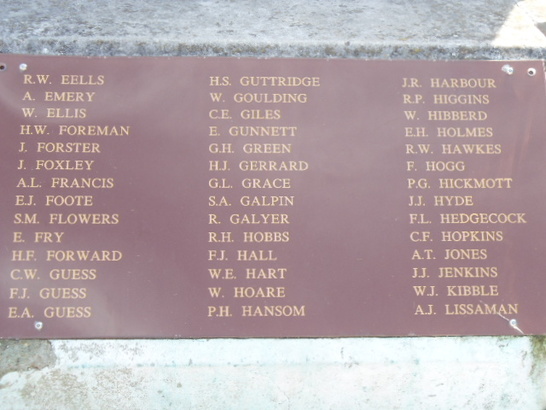 R.W. EELLS
A. EMERY
W. ELLIS
H.W. FOREMAN
J. FORSTER
J. FOXLEY
A.L. FRANCIS
E.J. FOOTE
S.M. FLOWERS
E. FRY
H.F. FORWARD
C.W. GUESS
F.J. GUESS
E.A. GUESS
H.S. GUTTRIDGE
W. GOULDING
C.E. GILES
E. GUNNETT
G.H. GREEN
H.J. GERRARD
G.L. GRACE
S.A. GALPIN
R. GALYER
R.H. HOBBS
F.J. HALL
W.E. HART
W. HOARE
P.H. HANSOM
J.R. HARBOUR
R.P. HIGGINS
W. HIBBERD
E.H. HOLMES
R.W. HAWKES
F. HOGG
P.G. HICKMOTT
J.J. HYDE
F.L. HEDGECOCK
C.F. HOPKINS
A.T. JONES
J.J. JENKINS
W.J. KIBBLE
A.J. LISSAMAN